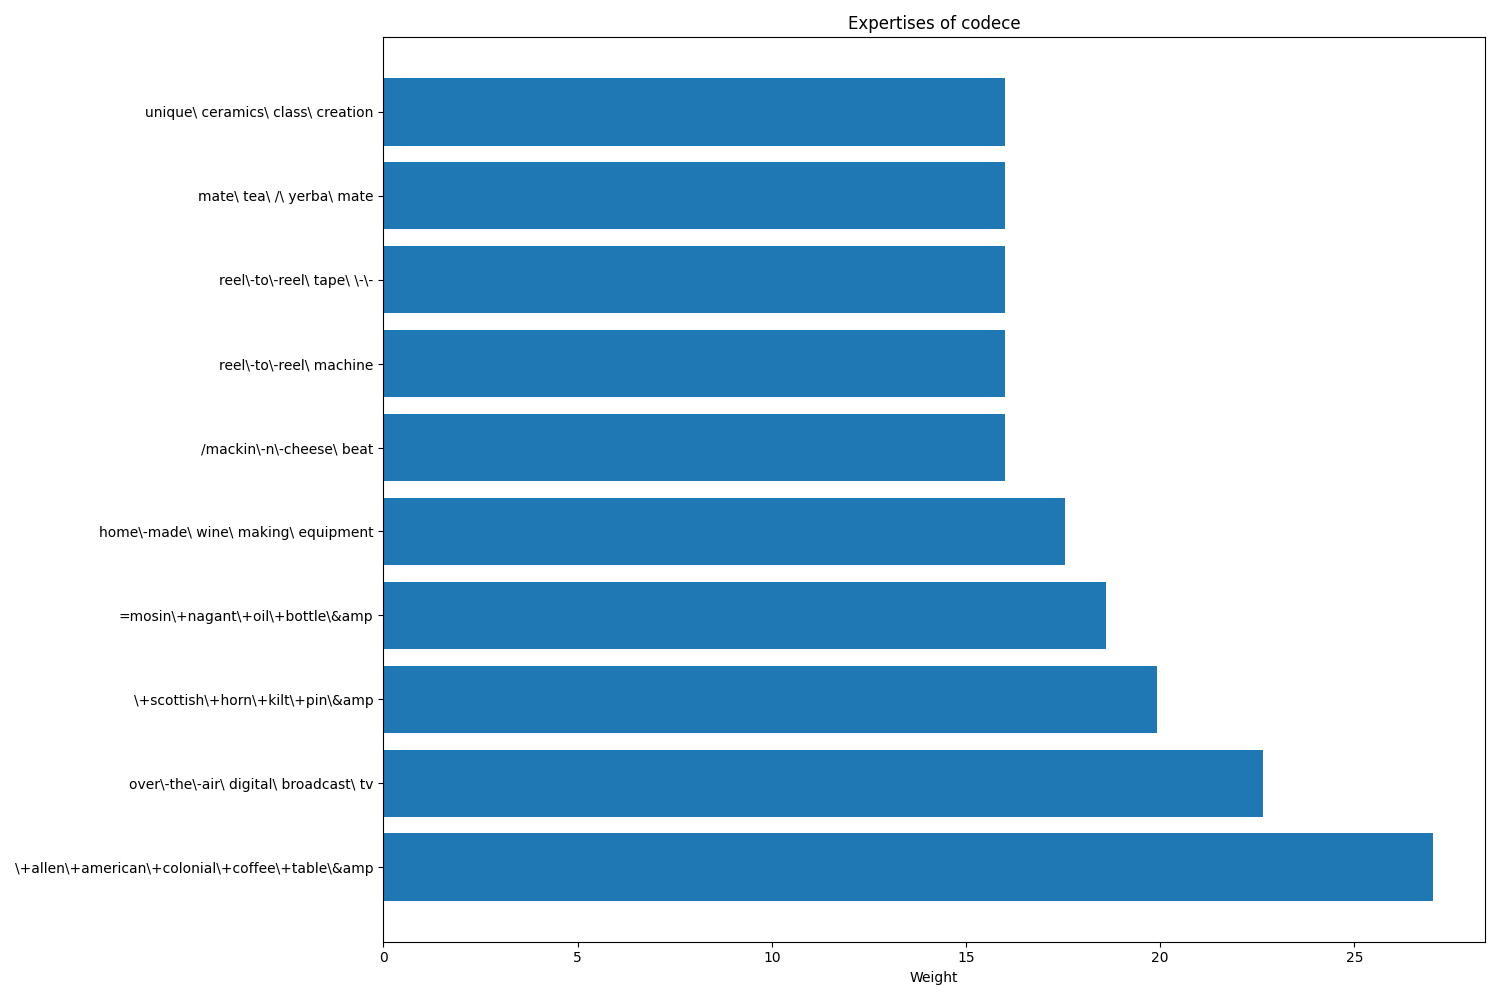 Expertises of codece
unique\ ceramics\ class\ creation
mate\ tea\ /\ yerba\ mate
reel\-to\-reel\ tape\ \-\-
reel\-to\-reel\ machine
/mackin\-n\-cheese\ beat
home\-made\ wine\ making\ equipment
=mosin\+nagant\+oil\+bottle\&amp
\+scottish\+horn\+kilt\+pin\&amp
over\-the\-air\ digital\ broadcast\ tv
\+allen\+american\+colonial\+coffee\+table\&amp
0 5 10 15 20 25
Weight